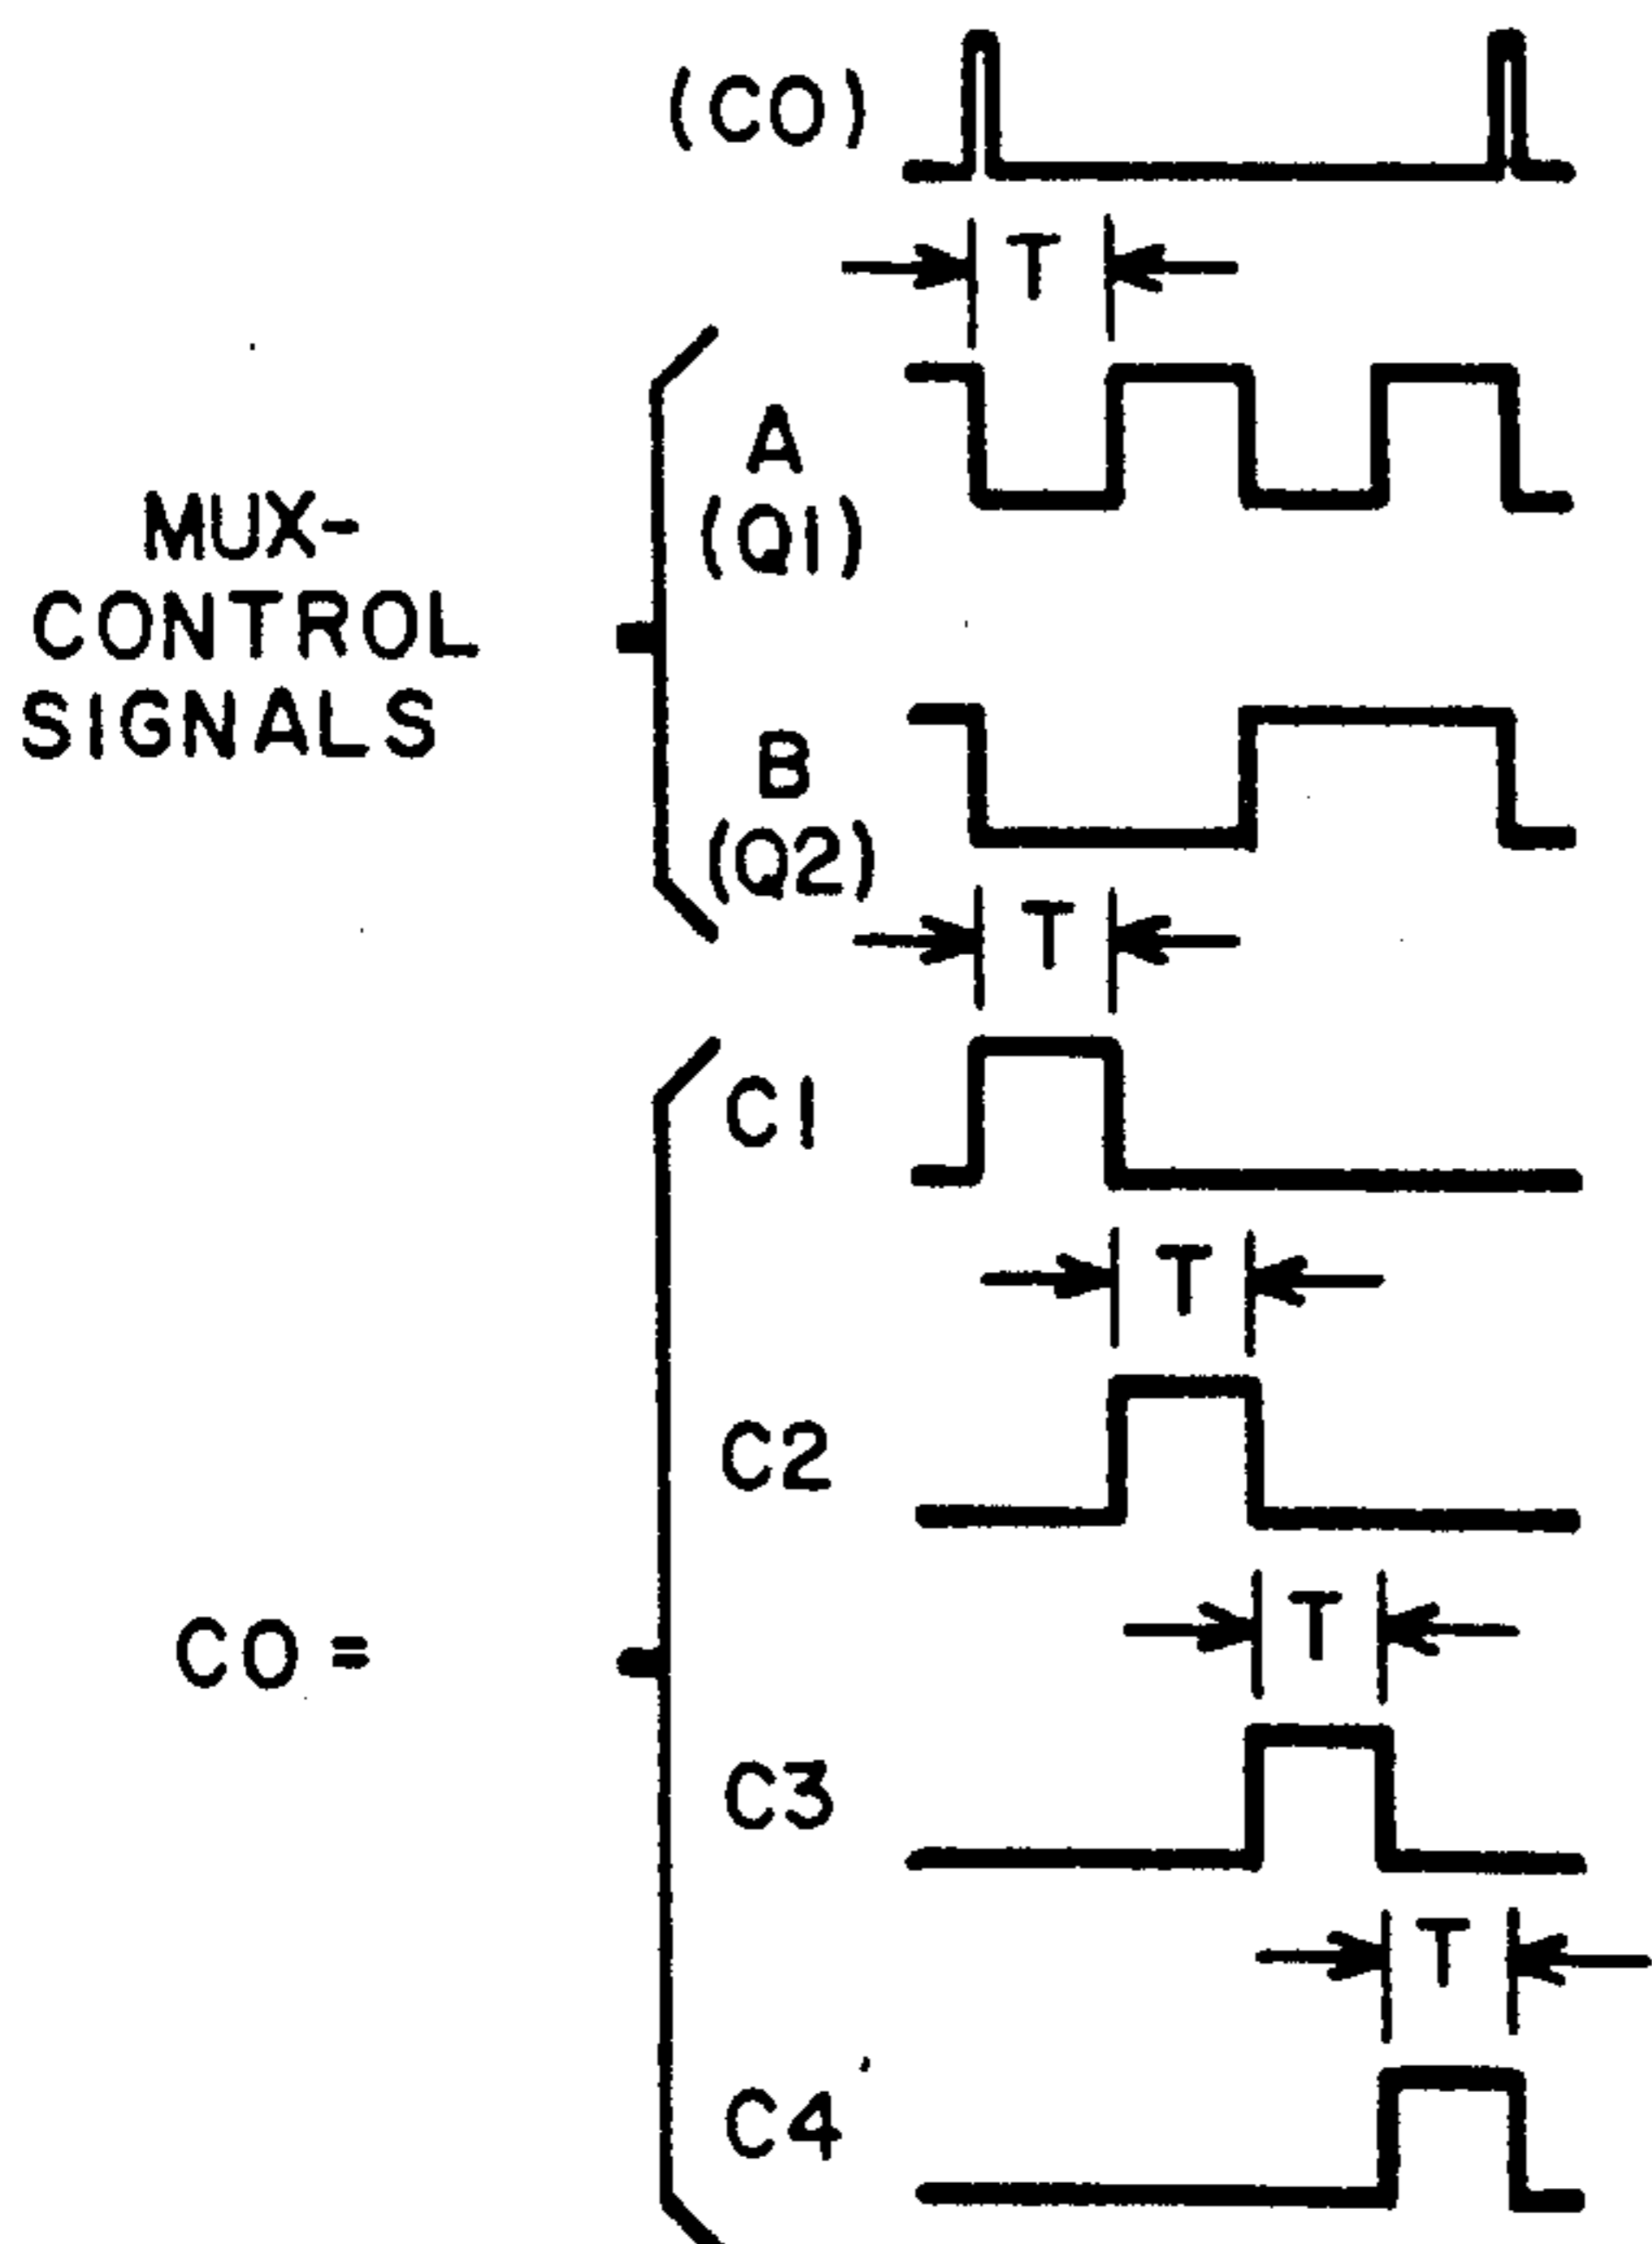 (CO)
T
A
(Q1)
MUX-
CONTROL
SIGNALS
B
(Q2)
T
C1
T
C2
T
CO =
C3
T
C4